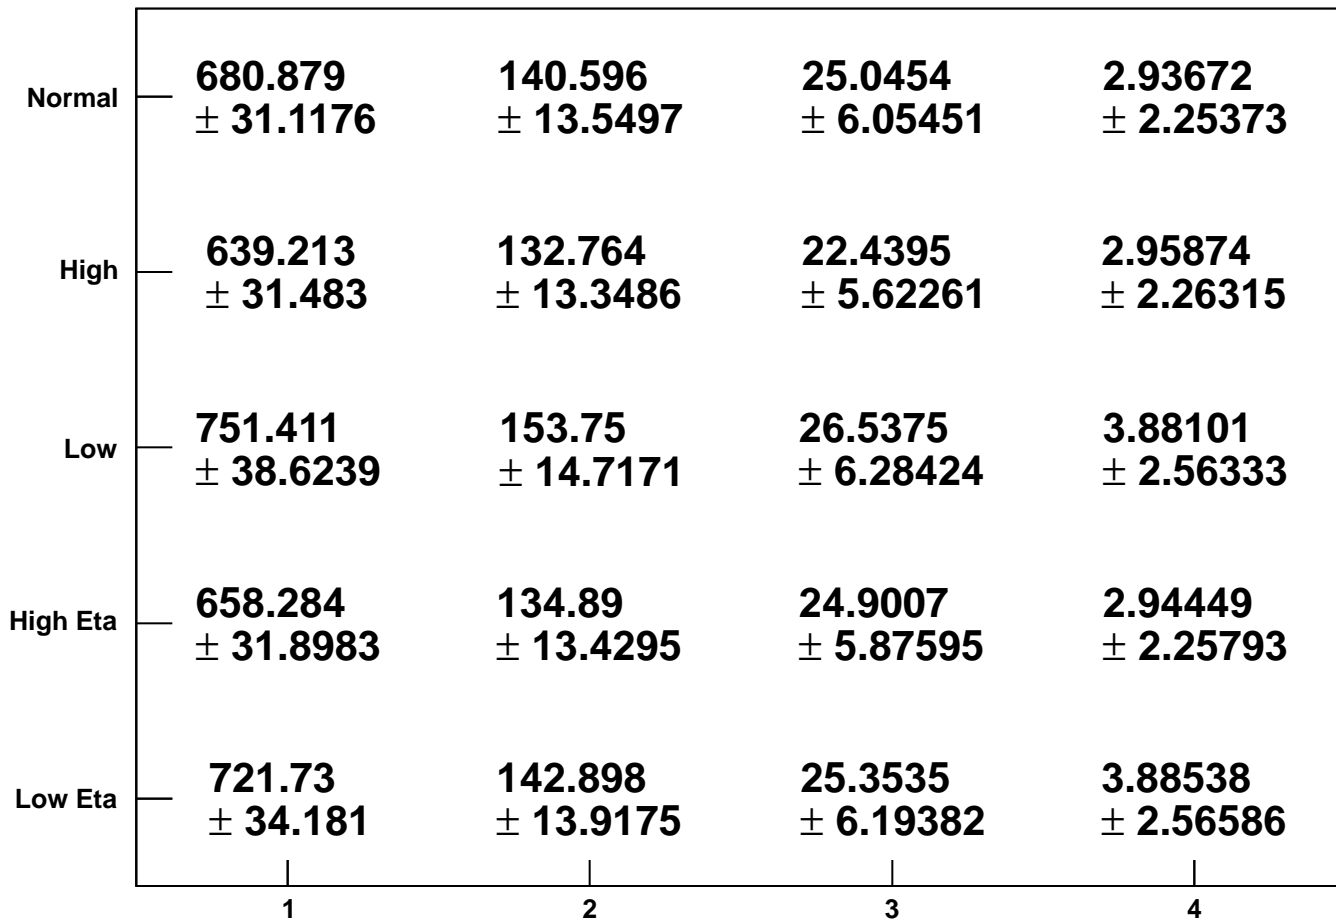 680.879 140.596 25.0454 2.93672
Normal
± 31.1176 ± 13.5497 ± 6.05451 ± 2.25373
639.213 132.764 22.4395 2.95874
High
± 31.483 ± 13.3486 ± 5.62261 ± 2.26315
751.411 153.75 26.5375 3.88101
Low
± 38.6239 ± 14.7171 ± 6.28424 ± 2.56333
658.284 134.89 24.9007 2.94449
High Eta
± 31.8983 ± 13.4295 ± 5.87595 ± 2.25793
721.73 142.898 25.3535 3.88538
Low Eta
± 34.181 ± 13.9175 ± 6.19382 ± 2.56586
1 2 3 4